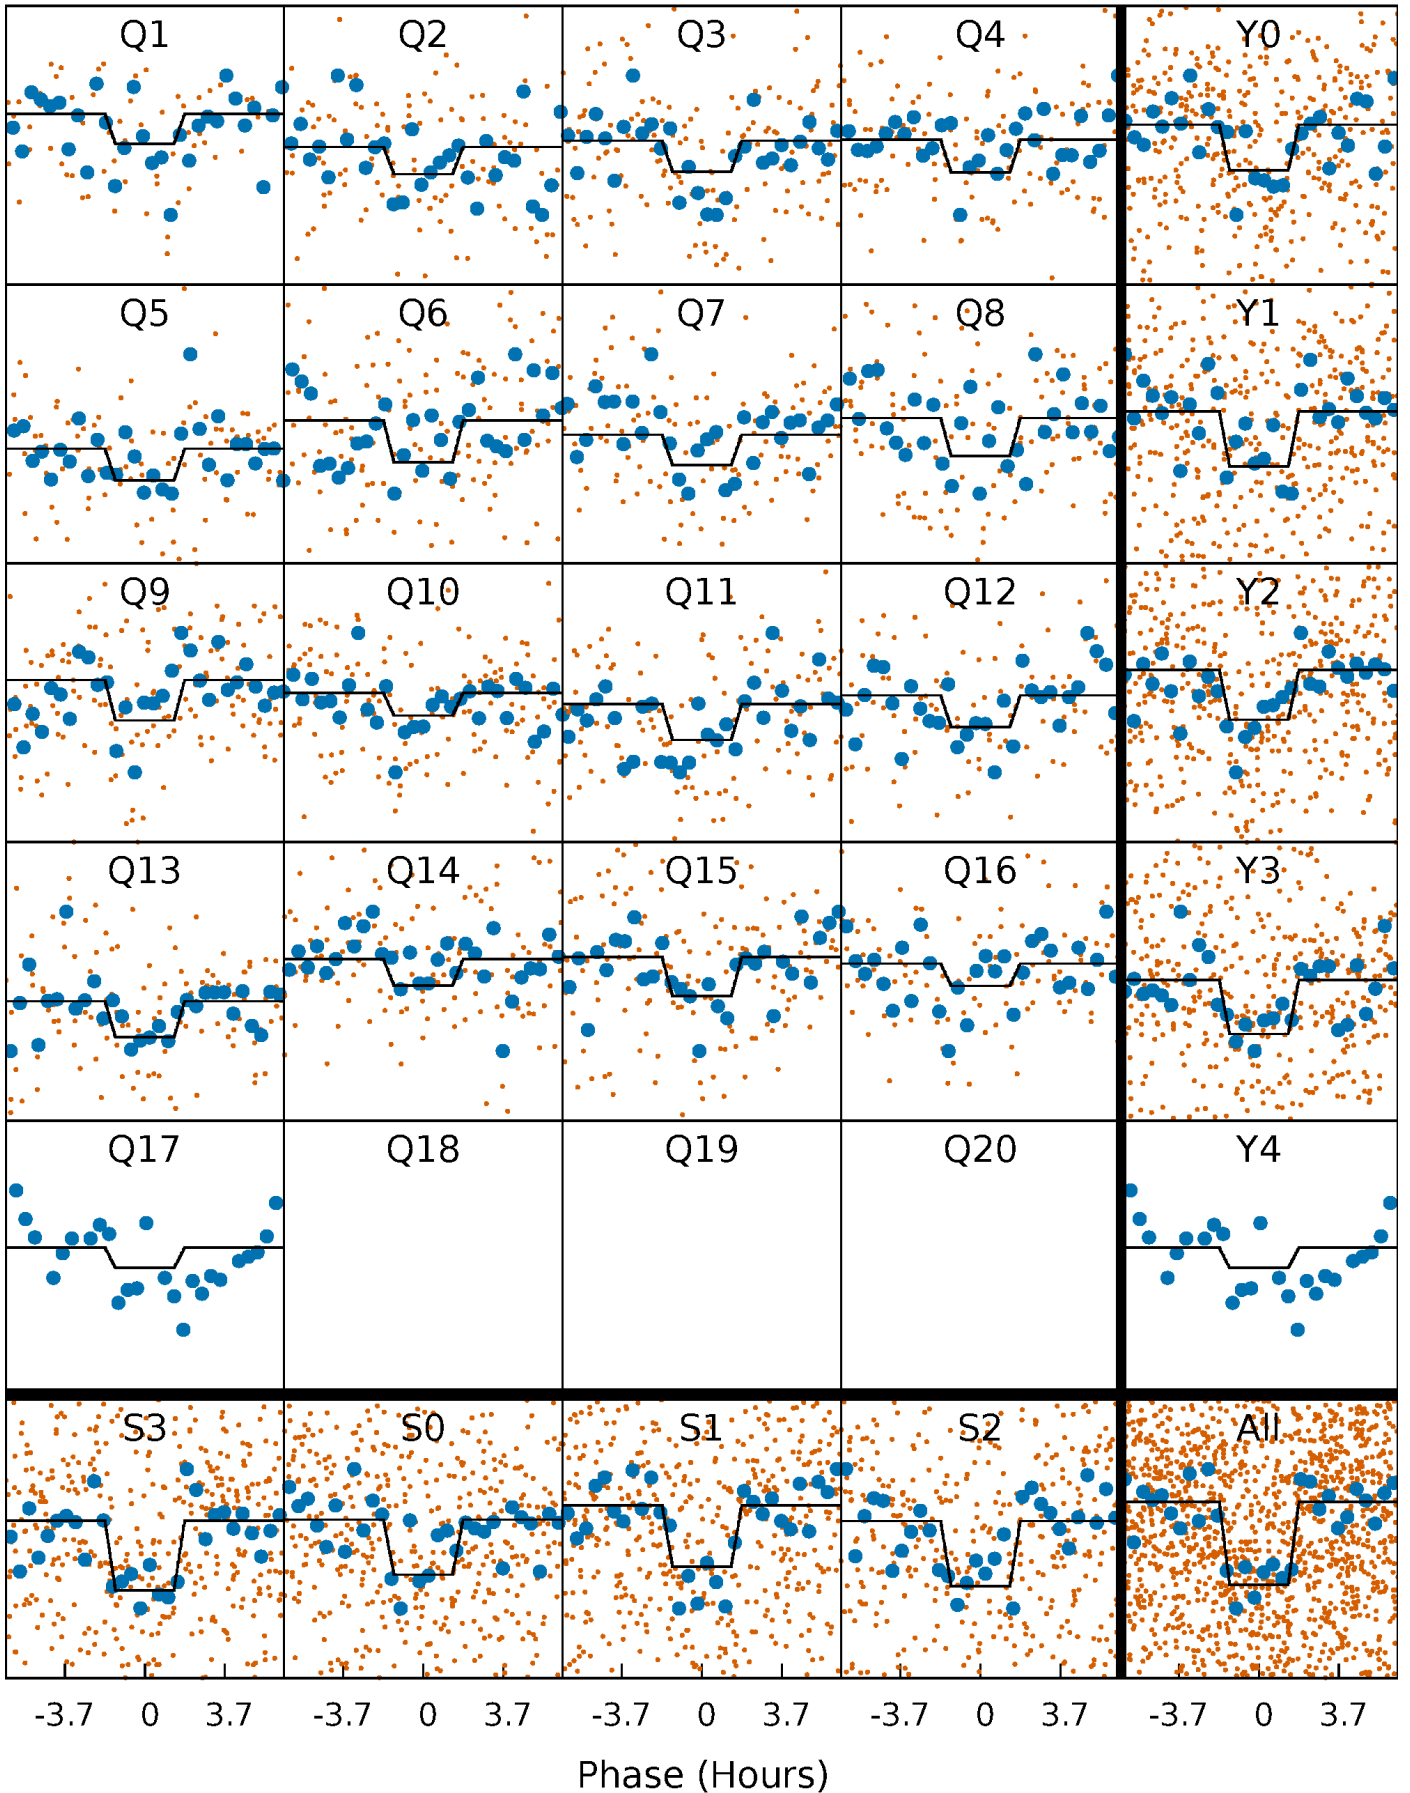 Q1 Q2 Q3 Q4 Y0
Q5 Q6 Q7 Q8 Y1
Q9 Q10 Q11 Q12 Y2
Q13 Q14 Q15 Q16 Y3
Q17 Q18 Q19 Q20 Y4
S3 S0 S1 S2 All
-3.7 0 3.7 -3.7 0 3.7 -3.7 0 3.7 -3.7 0 3.7 -3.7 0 3.7
Phase (Hours)